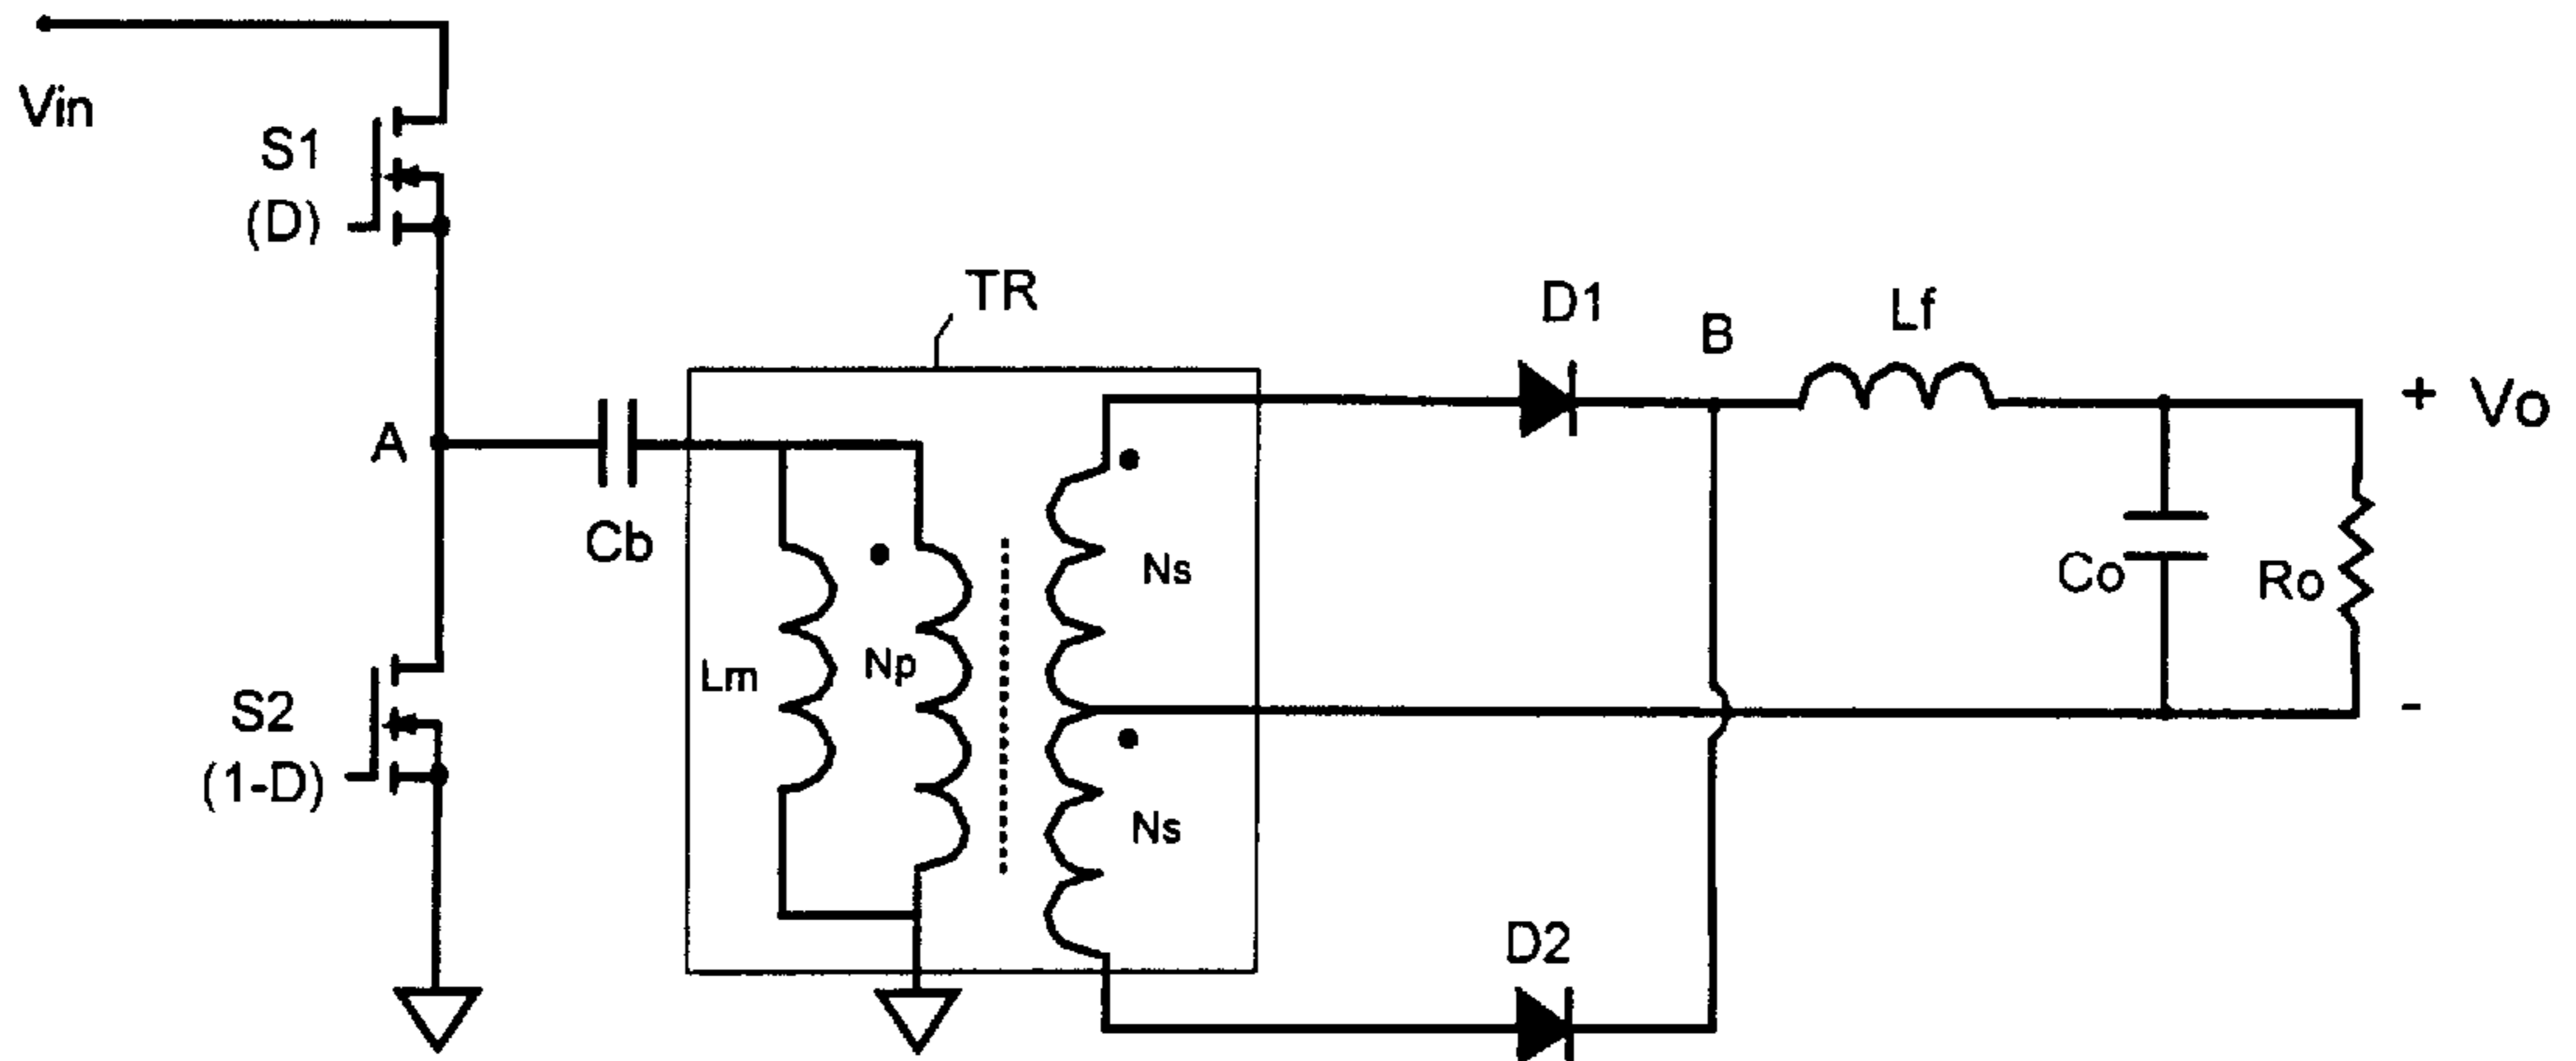 Vin
S1
(D)
TR
D1
B
Lf
+ Vo
A
Cb
Ns
Co
Ro
Lm
Np
S2
(1-D)
-
Ns
D2